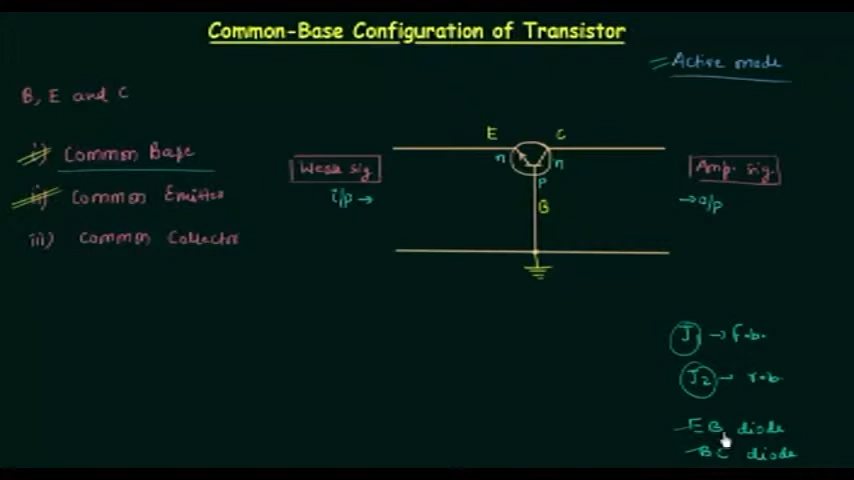 Common-Base Configuration of Transistor
Active mode
B, E and C
i) Common Base
ii) Common Emitter
iii) Common Collector
E C
n n
P
B
Weak sig.
i/p →
Amp. sig.
→ o/p
J1 → f.b.
J2 → r.b.
EB diode
BC diode